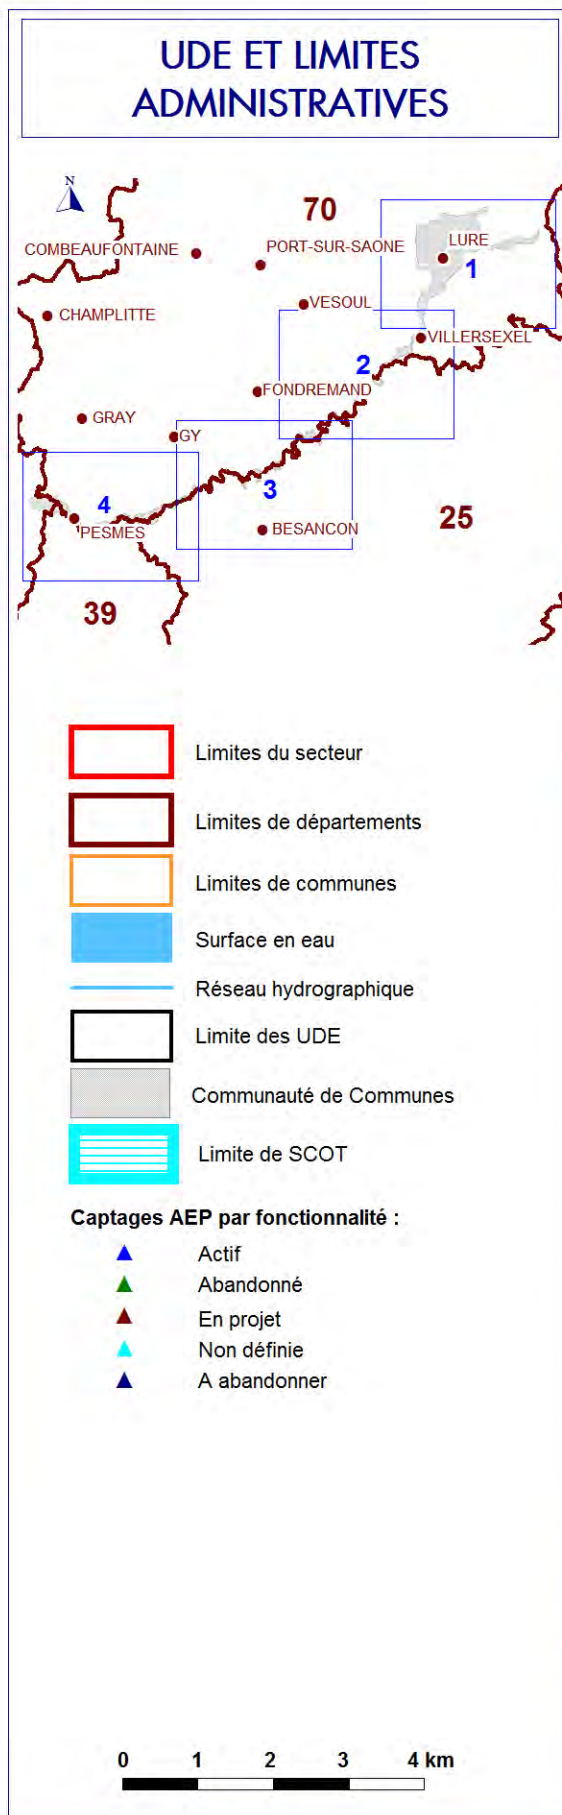 UDE ET LIMITES
ADMINISTRATIVES
N
70
COMBEAUFONTAINE
PORT-SUR-SAONE
LURE
1
CHAMPLITTE
VESOUL
VILLERSEXEL
2
FONDREMAND
GRAY
GY
3
4
PESMES
BESANCON
25
39
Limites du secteur
Limites de départements
Limites de communes
Surface en eau
Réseau hydrographique
Limite des UDE
Communauté de Communes
Limite de SCOT
Captages AEP par fonctionnalité :
Actif
Abandonné
En projet
Non définie
A abandonner
0 1 2 3 4 km